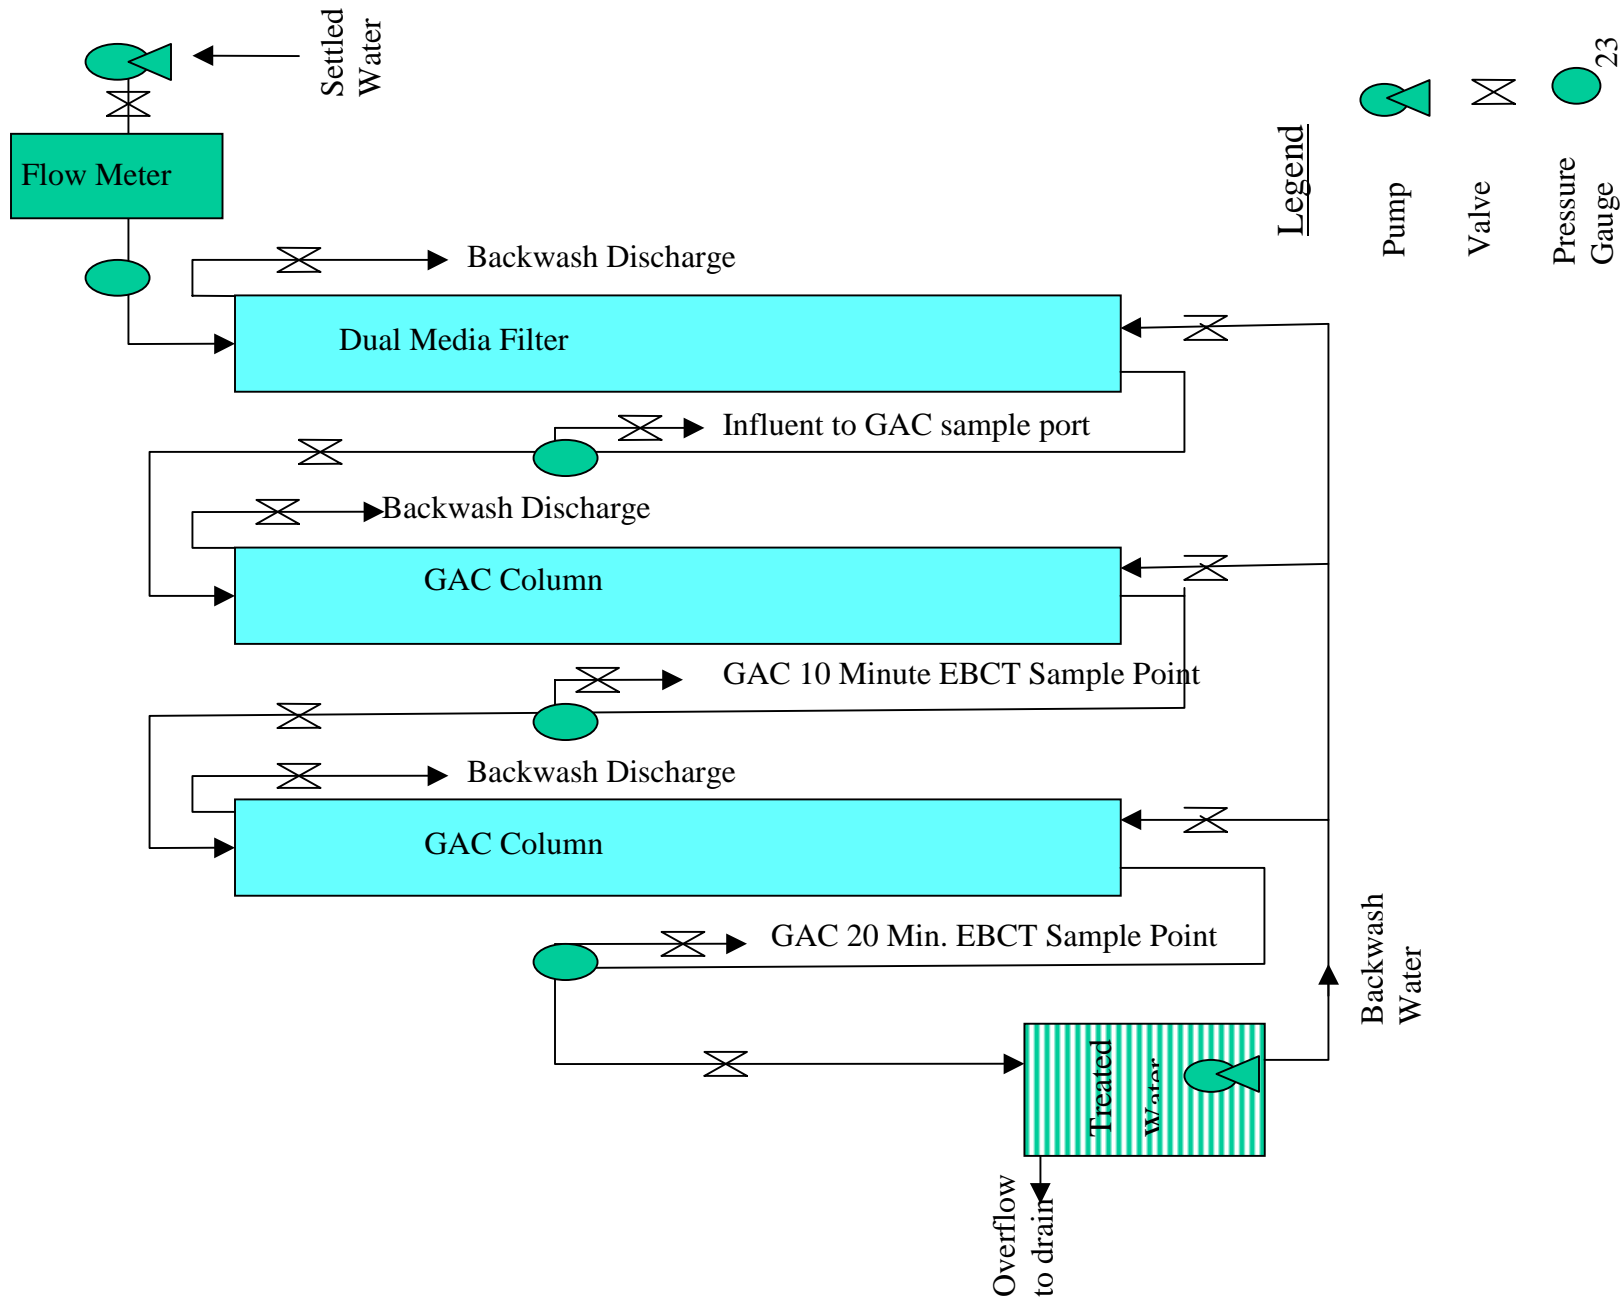 Settled
Water
Flow Meter
Backwash Discharge
Dual Media Filter
Influent to GAC sample port
Backwash Discharge
GAC Column
GAC 10 Minute EBCT Sample Point
Backwash Discharge
GAC Column
GAC 20 Min. EBCT Sample Point
Treated
Water
Overflow
to drain
Backwash
Water
Legend
Pump
Valve
Pressure
Gauge
23